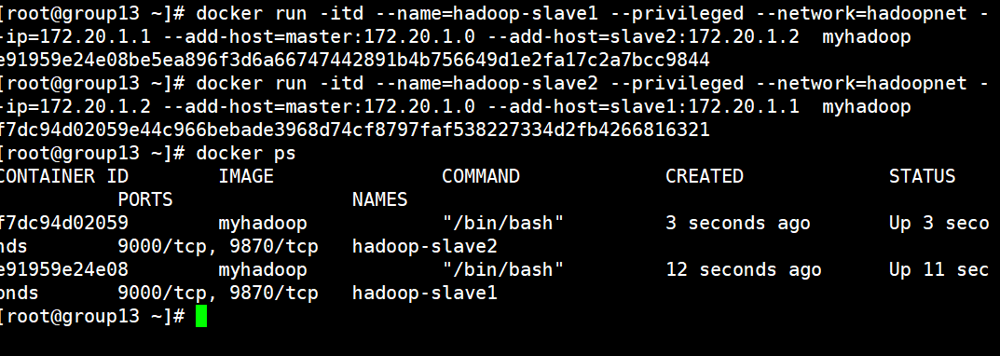 [root@group13 ~]# docker run -itd --name=hadoop-slave1 --privileged --network=hadoopnet -
-ip=172.20.1.1 --add-host=master:172.20.1.0 --add-host=slave2:172.20.1.2  myhadoop
e91959e24e08be5ea896f3d6a66747442891b4b756649d1e2fa17c2a7bcc9844
[root@group13 ~]# docker run -itd --name=hadoop-slave2 --privileged --network=hadoopnet -
-ip=172.20.1.2 --add-host=master:172.20.1.0 --add-host=slave1:172.20.1.1  myhadoop
f7dc94d02059e44c966bebade3968d74cf8797faf538227334d2fb4266816321
[root@group13 ~]# docker ps
CONTAINER ID        IMAGE               COMMAND             CREATED             STATUS
           PORTS                NAMES
f7dc94d02059        myhadoop            "/bin/bash"         3 seconds ago       Up 3 seco
nds        9000/tcp, 9870/tcp   hadoop-slave2
e91959e24e08        myhadoop            "/bin/bash"         12 seconds ago      Up 11 sec
onds       9000/tcp, 9870/tcp   hadoop-slave1
[root@group13 ~]#